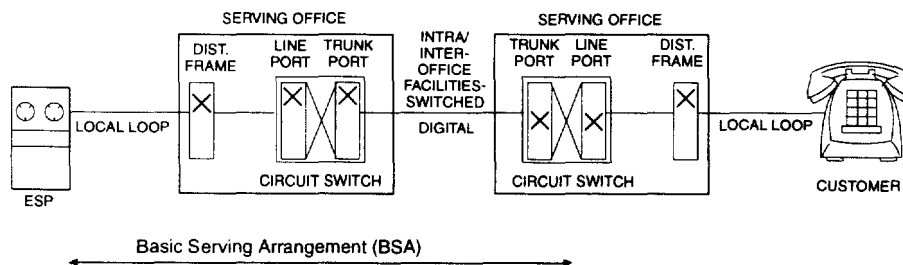 SERVING OFFICE
DIST.
FRAME
LINE
PORT
TRUNK
PORT
CIRCUIT SWITCH
INTRA/
INTER-
OFFICE
FACILITIES-
SWITCHED
DIGITAL
SERVING OFFICE
TRUNK
PORT
LINE
PORT
DIST.
FRAME
CIRCUIT SWITCH
LOCAL LOOP
ESP
LOCAL LOOP
CUSTOMER
Basic Serving Arrangement (BSA)